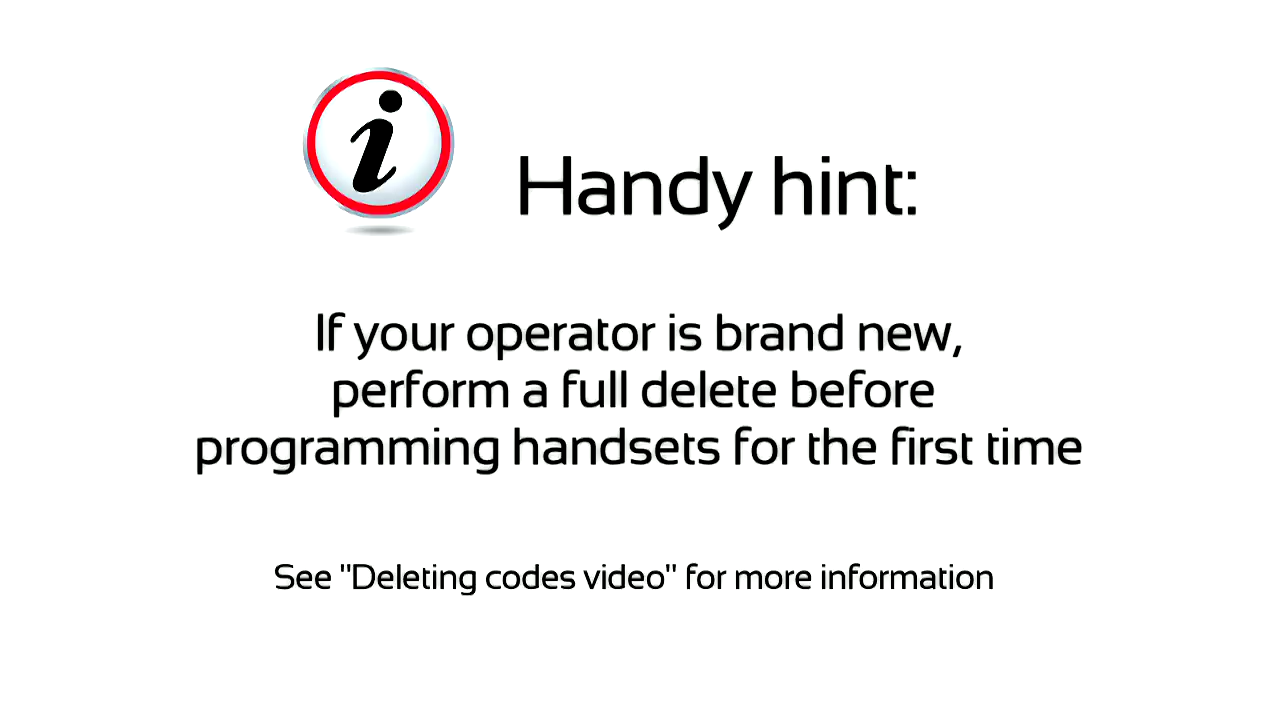 i
Handy hint:
If your operator is brand new,
perform a full delete before
programming handsets for the first time
See "Deleting codes video" for more information